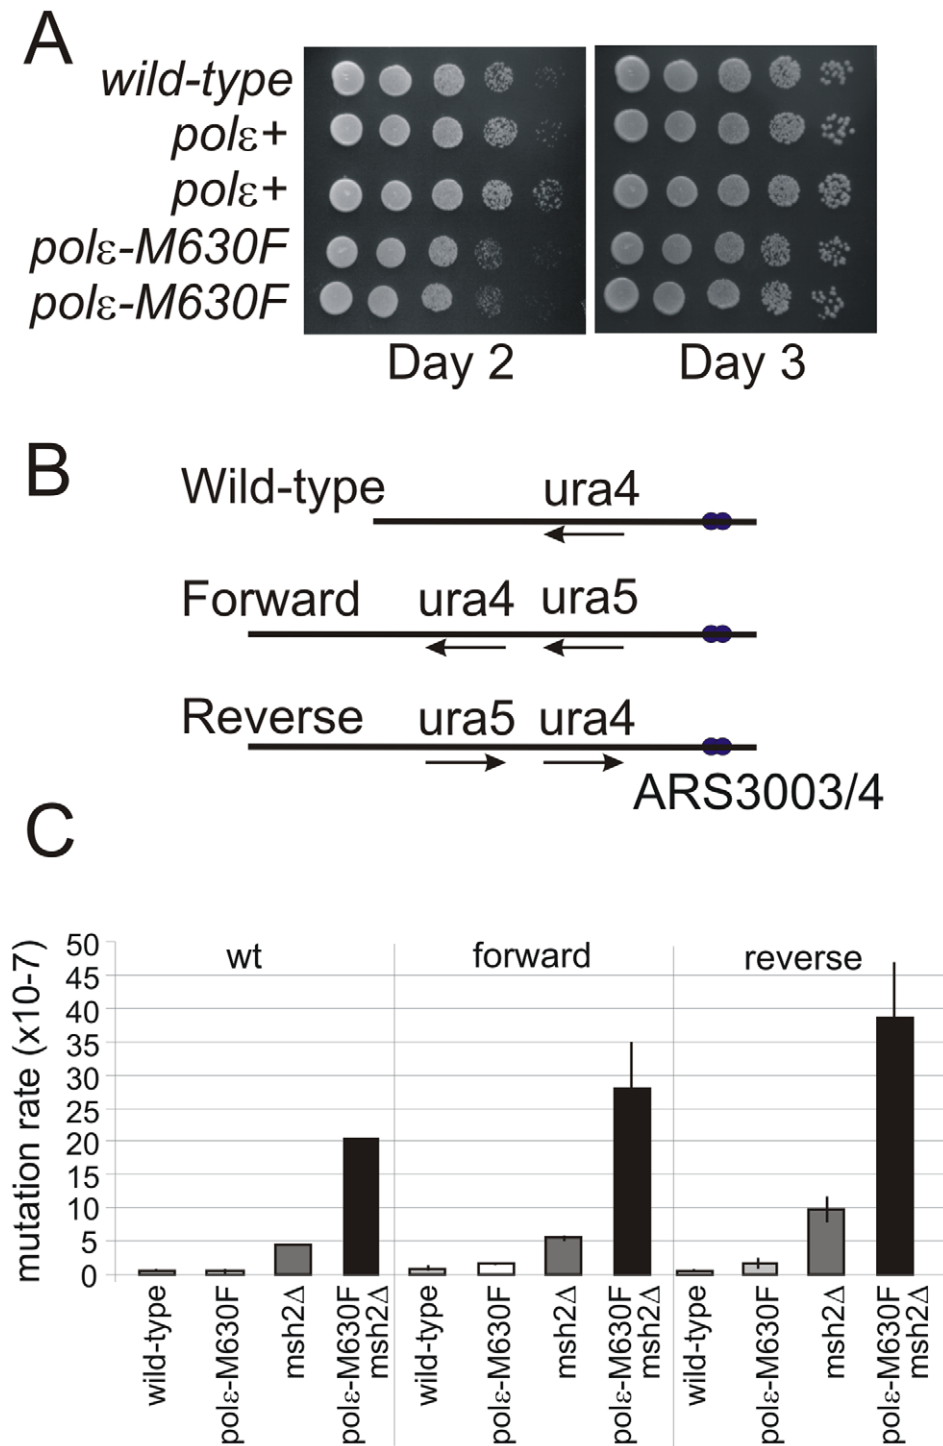 A
wild-type
polε+
polε+
polε-M630F
polε-M630F
Day 2 Day 3
B
Wild-type ura4
Forward ura4 ura5
Reverse ura5 ura4
ARS3003/4
C
mutation rate (x10-7)
50
45
40
35
30
25
20
15
10
5
0
wt forward reverse
wild-type
polε-M630F
msh2Δ
polε-M630F
msh2Δ
wild-type
polε-M630F
msh2Δ
polε-M630F
msh2Δ
wild-type
polε-M630F
msh2Δ
polε-M630F
msh2Δ